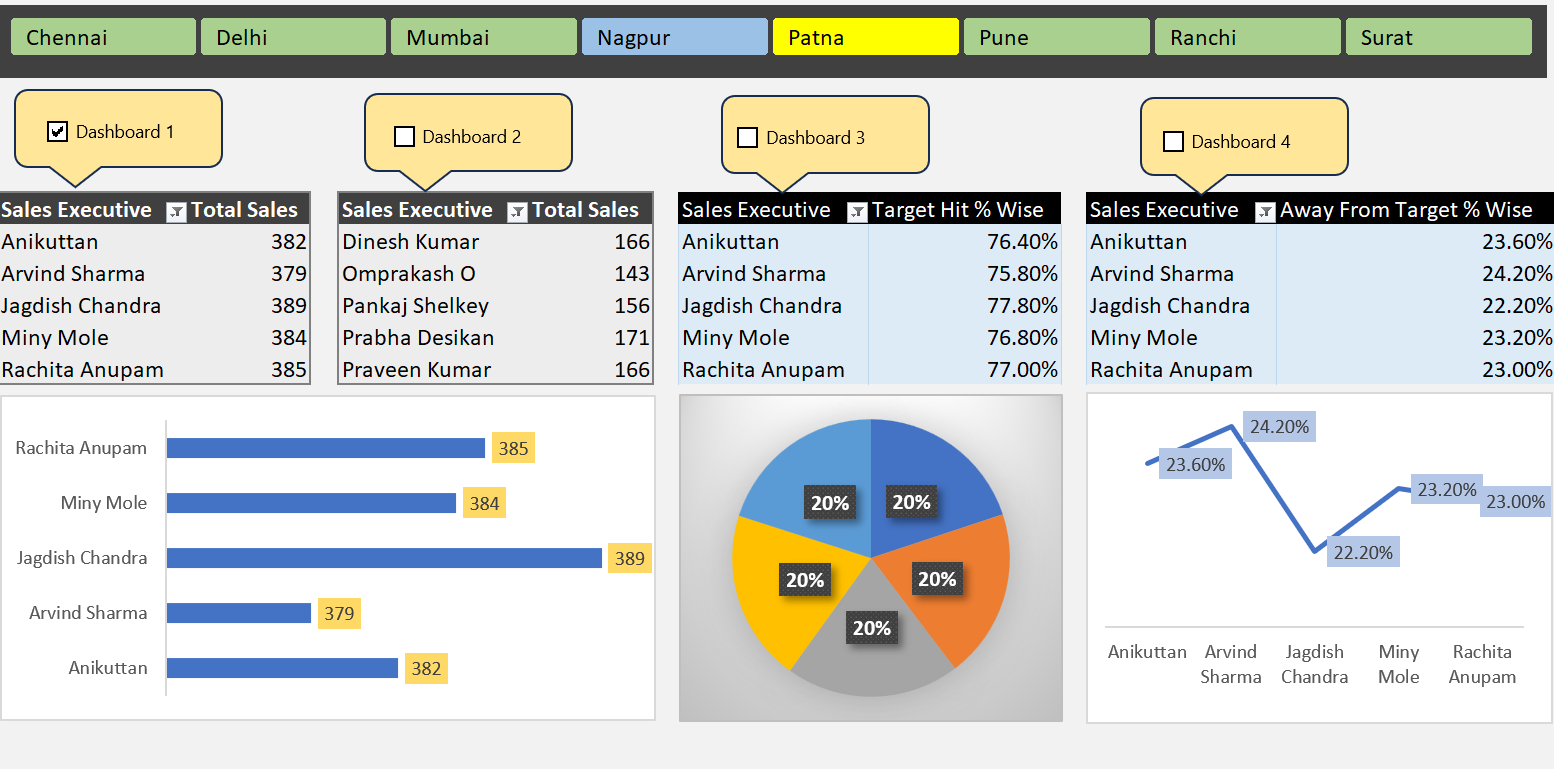 Chennai Delhi Mumbai Nagpur Patna Pune Ranchi Surat
Dashboard 1 Dashboard 2 Dashboard 3 Dashboard 4
Sales Executive Total Sales
Anikuttan 382
Arvind Sharma 379
Jagdish Chandra 389
Miny Mole 384
Rachita Anupam 385
Sales Executive Total Sales
Dinesh Kumar 166
Omprakash O 143
Pankaj Shelkey 156
Prabha Desikan 171
Praveen Kumar 166
Sales Executive Target Hit % Wise
Anikuttan 76.40%
Arvind Sharma 75.80%
Jagdish Chandra 77.80%
Miny Mole 76.80%
Rachita Anupam 77.00%
Sales Executive Away From Target % Wise
Anikuttan 23.60%
Arvind Sharma 24.20%
Jagdish Chandra 22.20%
Miny Mole 23.20%
Rachita Anupam 23.00%
Rachita Anupam 385
Miny Mole 384
Jagdish Chandra 389
Arvind Sharma 379
Anikuttan 382
20% 20%
20% 20%
20%
24.20%
23.60%
23.20%
23.00%
22.20%
Anikuttan Arvind Jagdish Miny Rachita
Sharma Chandra Mole Anupam